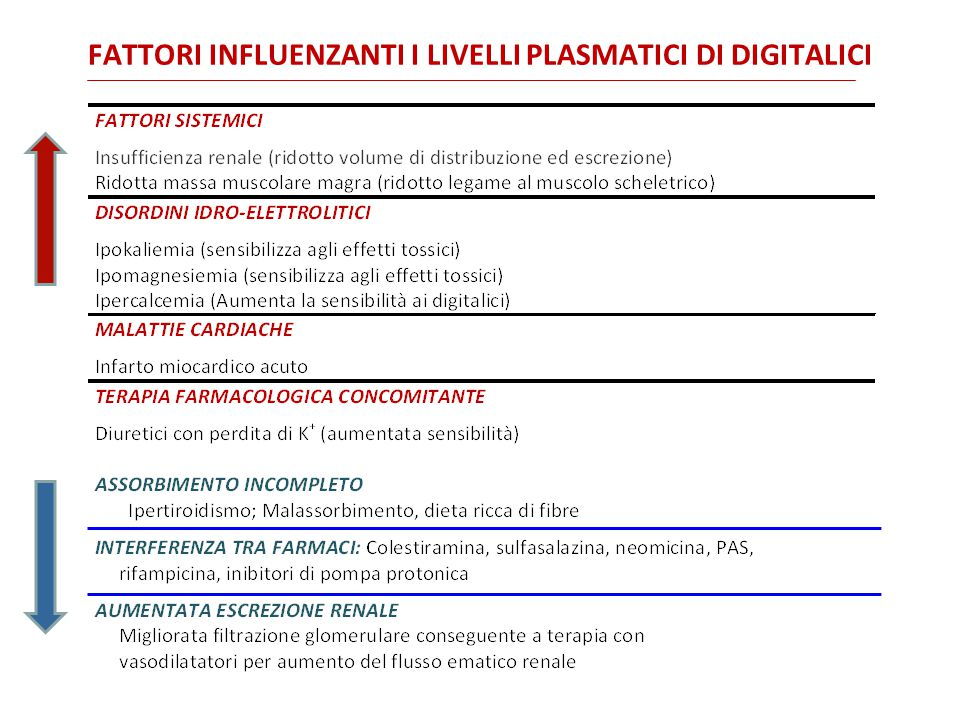 FATTORI INFLUENZANTI I LIVELLI PLASMATICI DI DIGITALICI
FATTORI SISTEMICI
Insufficienza renale (ridotto volume di distribuzione ed escrezione)
Ridotta massa muscolare magra (ridotto legame al muscolo scheletrico)
DISORDINI IDRO-ELETTROLITICI
Ipokaliemia (sensibilizza agli effetti tossici)
Ipomagnesiemia (sensibilizza agli effetti tossici)
Ipercalcemia (Aumenta la sensibilità ai digitalici)
MALATTIE CARDIACHE
Infarto miocardico acuto
TERAPIA FARMACOLOGICA CONCOMITANTE
Diuretici con perdita di K⁺ (aumentata sensibilità)
ASSORBIMENTO INCOMPLETO
Ipertiroidismo; Malassorbimento, dieta ricca di fibre
INTERFERENZA TRA FARMACI: Colestiramina, sulfasalazina, neomicina, PAS,
rifampicina, inibitori di pompa protonica
AUMENTATA ESCREZIONE RENALE
Migliorata filtrazione glomerulare conseguente a terapia con
vasodilatatori per aumento del flusso ematico renale